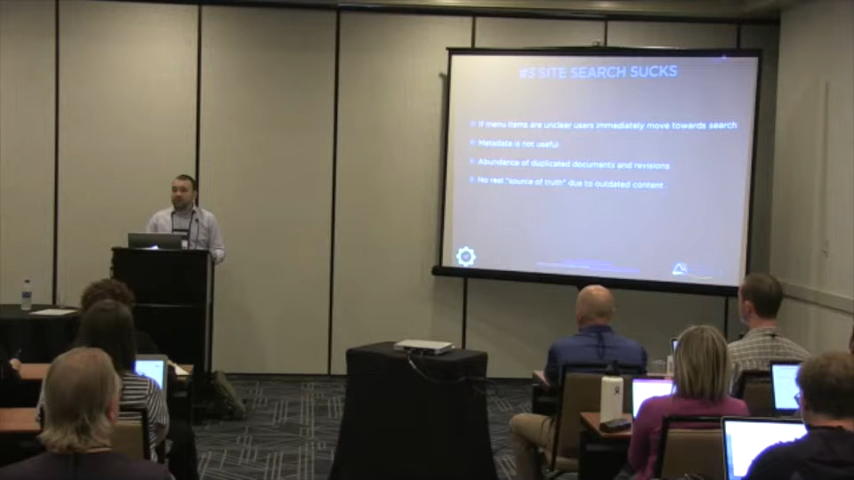 #3 SITE SEARCH SUCKS
If menu items are unclear users immediately move towards search
Metadata is not useful
Abundance of duplicated documents and revisions
No real "source of truth" due to outdated content